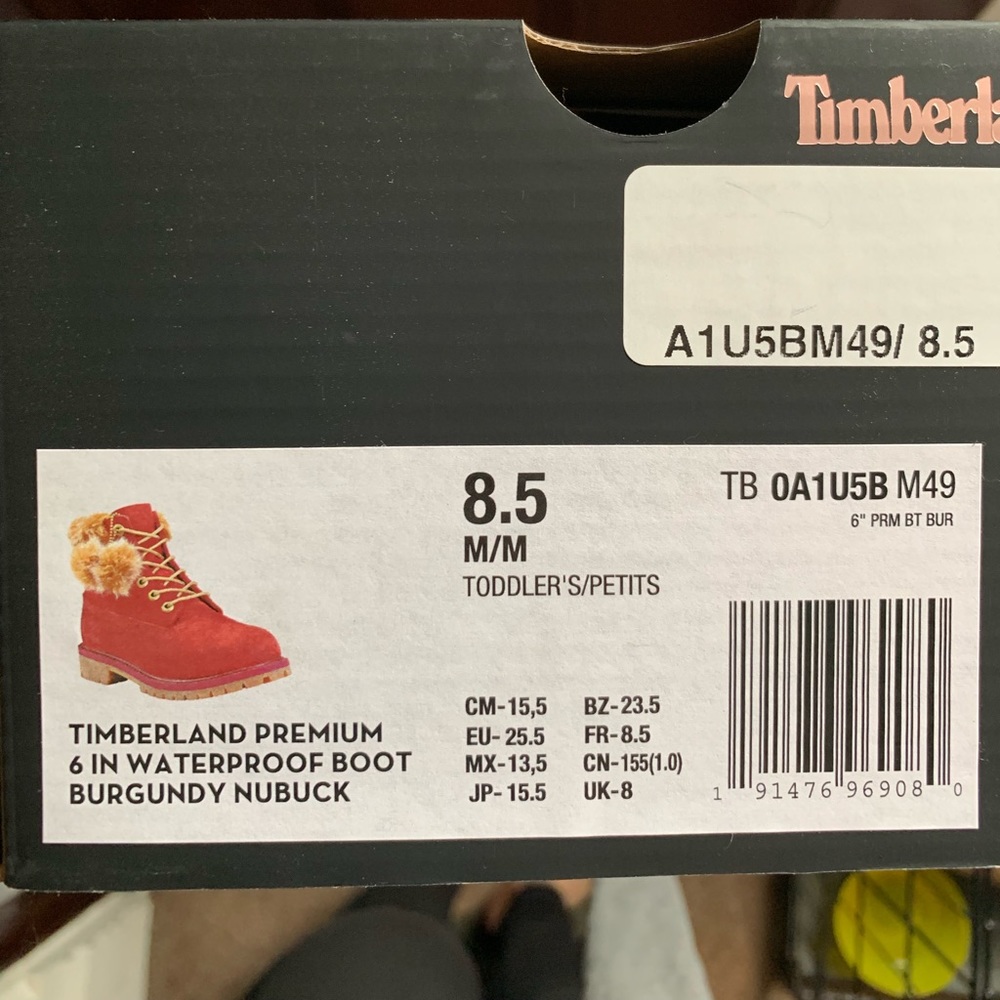 Timberla
A1U5BM49/ 8.5
8.5
M/M
TODDLER'S/PETITS
TB 0A1U5B M49
6" PRM BT BUR
CM-15,5 BZ-23.5
EU-25.5 FR-8.5
MX-13,5 CN-155(1.0)
JP-15.5 UK-8
TIMBERLAND PREMIUM
6 IN WATERPROOF BOOT
BURGUNDY NUBUCK
1 91476 96908 0